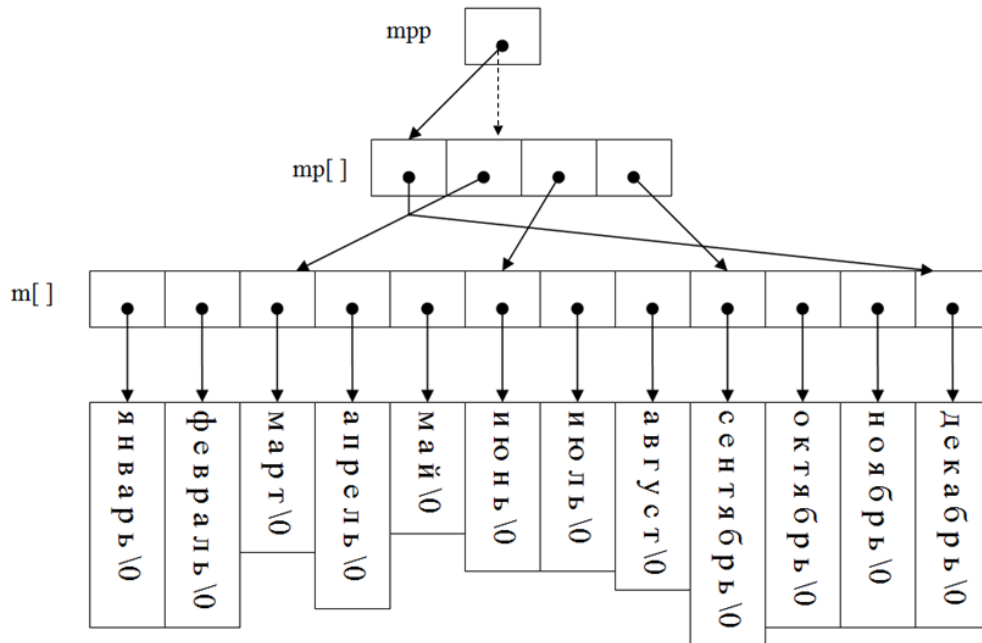 mpp
mp[ ]
m[ ]
январь\0
февраль\0
март\0
апрель\0
май\0
июнь\0
июль\0
август\0
сентябрь\0
октябрь\0
ноябрь\0
декабрь\0